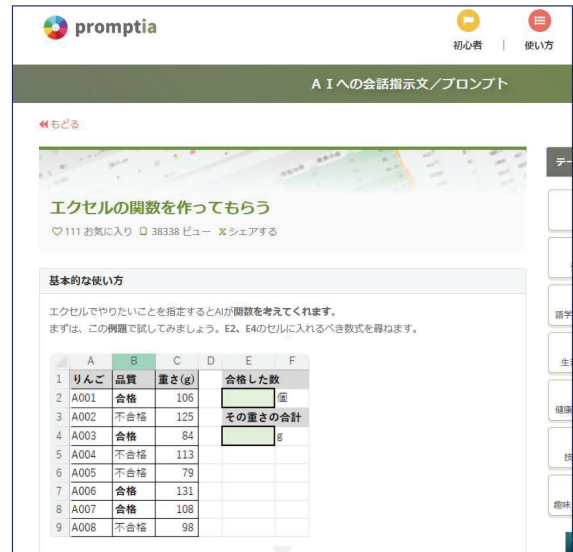 promptia
初心者 | 使い方
AIへの会話指示文／プロンプト
もどる
テー
エクセルの関数を作ってもらう
111 お気に入り 38338 ビュー シェアする
基本的な使い方
エクセルでやりたいことを指定するとAIが関数を考えてくれます。
まずは、この例題で試してみましょう。E2、E4のセルに入れるべき数式を尋ねます。
語学
生
健康
技
趣味
A B C D E F
1 りんご 品質 重さ(g) 合格した数
2 A001 合格 106 個
3 A002 不合格 125 その重さの合計
4 A003 合格 84 g
5 A004 不合格 113
6 A005 不合格 79
7 A006 合格 131
8 A007 合格 108
9 A008 不合格 98